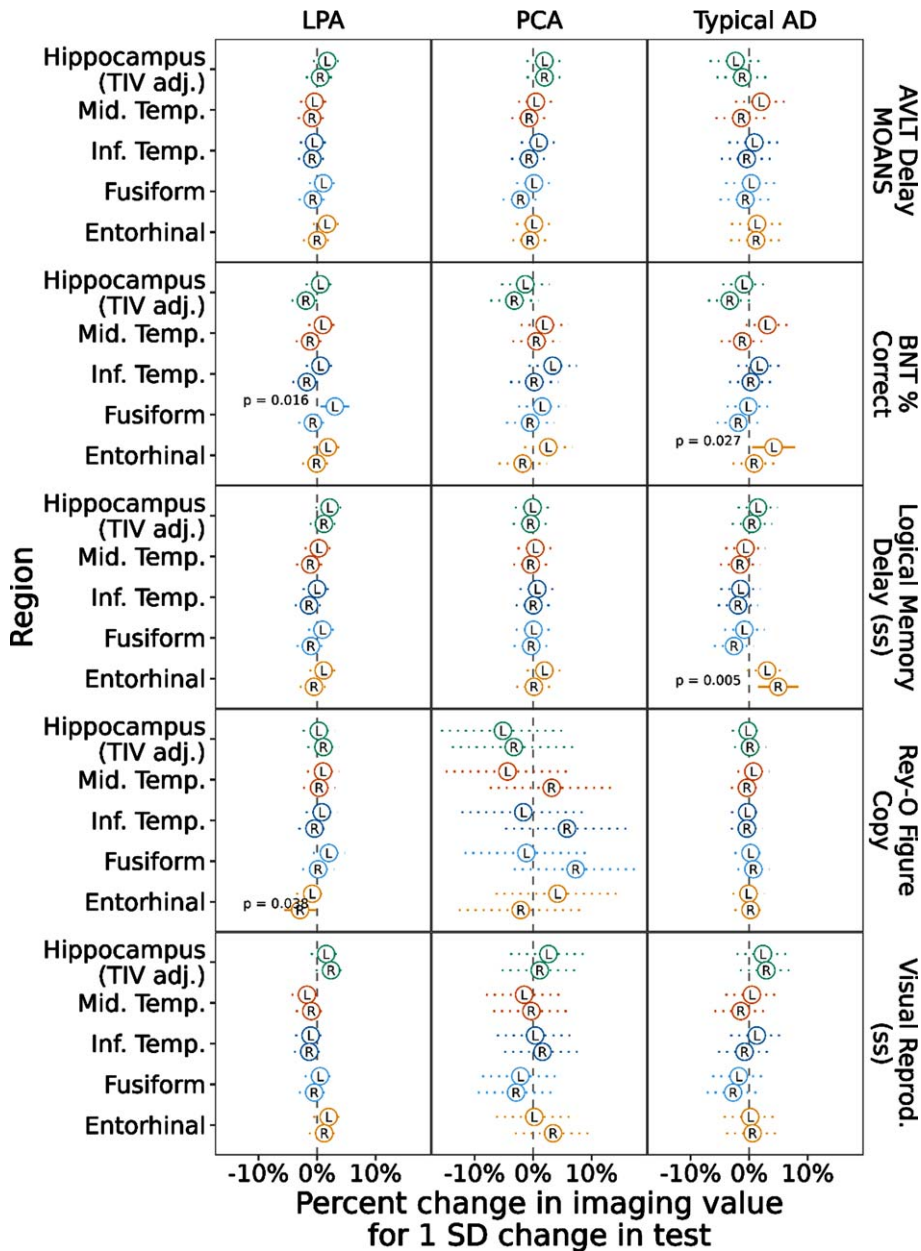 LPA PCA Typical AD
Hippocampus
(TIV adj.)
Mid. Temp.
Inf. Temp.
Fusiform
Entorhinal
AVLT Delay
MOANS
L R L R L R L R L R
L R L R L R L R L R
L R L R L R L R L R
Hippocampus
(TIV adj.)
Mid. Temp.
Inf. Temp.
p = 0.016
Fusiform
Entorhinal
p = 0.027
BNT %
Correct
L R L R L R L R L R
L R L R L R L R L R
L R L R L R L R L R
Region
Hippocampus
(TIV adj.)
Mid. Temp.
Inf. Temp.
Fusiform
Entorhinal
p = 0.005
Logical Memory
Delay (ss)
L R L R L R L R L R
L R L R L R L R L R
L R L R L R L R L R
Hippocampus
(TIV adj.)
Mid. Temp.
Inf. Temp.
Fusiform
Entorhinal
p = 0.038
Rey-O Figure
Copy
L R L R L R L R L R
L R L R L R L R L R
L R L R L R L R L R
Hippocampus
(TIV adj.)
Mid. Temp.
Inf. Temp.
Fusiform
Entorhinal
Visual Reprod.
(ss)
L R L R L R L R L R
L R L R L R L R L R
L R L R L R L R L R
-10% 0% 10% -10% 0% 10% -10% 0% 10%
Percent change in imaging value
for 1 SD change in test